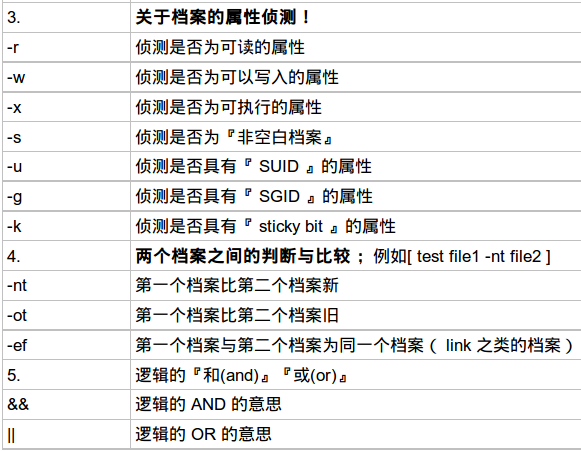 3. 关于档案的属性侦测！
-r 侦测是否为可读的属性
-w 侦测是否为可以写入的属性
-x 侦测是否为可执行的属性
-s 侦测是否为『非空白档案』
-u 侦测是否具有『 SUID 』的属性
-g 侦测是否具有『 SGID 』的属性
-k 侦测是否具有『 sticky bit 』的属性
4. 两个档案之间的判断与比较 ；例如[ test file1 -nt file2 ]
-nt 第一个档案比第二个档案新
-ot 第一个档案比第二个档案旧
-ef 第一个档案与第二个档案为同一个档案（ link 之类的档案）
5. 逻辑的『和(and)』『或(or)』
&& 逻辑的 AND 的意思
|| 逻辑的 OR 的意思